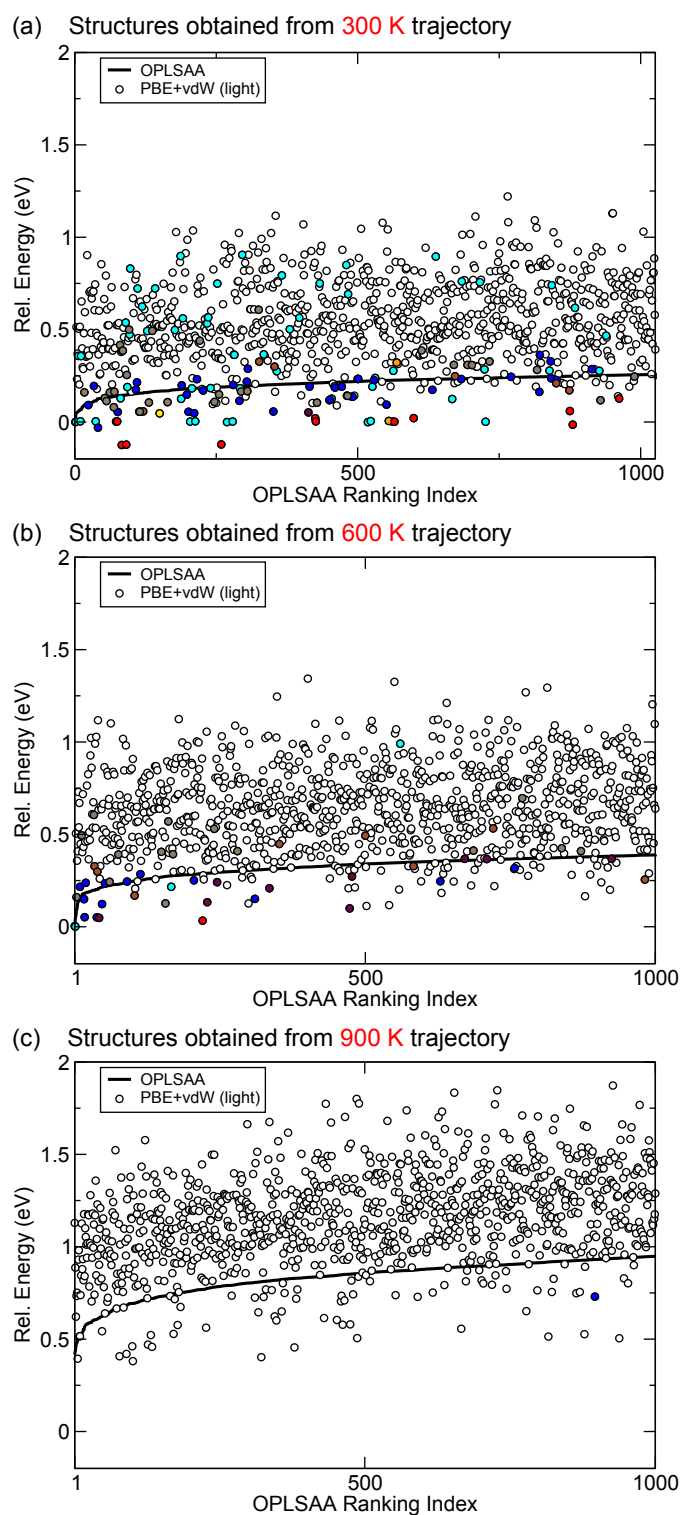 (a) Structures obtained from 300 K trajectory
2
OPLSAA
PBE+vdW (light)
1.5
1
0.5
0
Rel. Energy (eV)
0 500 1000
OPLSAA Ranking Index
(b) Structures obtained from 600 K trajectory
2
OPLSAA
PBE+vdW (light)
1.5
1
0.5
0
Rel. Energy (eV)
1 500 1000
OPLSAA Ranking Index
(c) Structures obtained from 900 K trajectory
2
OPLSAA
PBE+vdW (light)
1.5
1
0.5
0
Rel. Energy (eV)
1 500 1000
OPLSAA Ranking Index